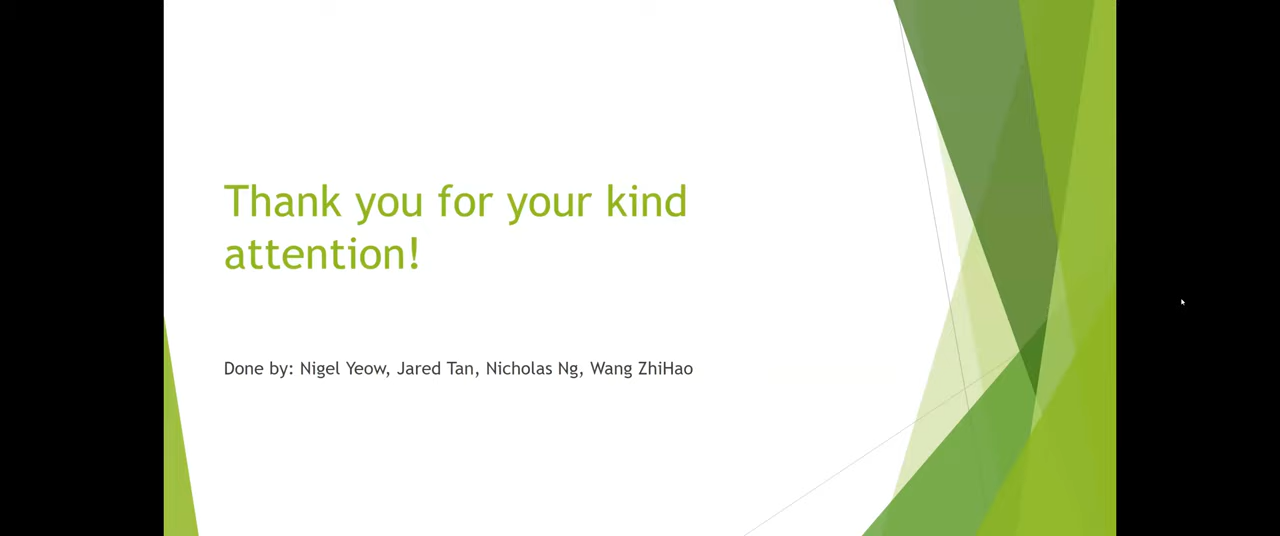 Thank you for your kind
attention!
Done by: Nigel Yeow, Jared Tan, Nicholas Ng, Wang ZhiHao